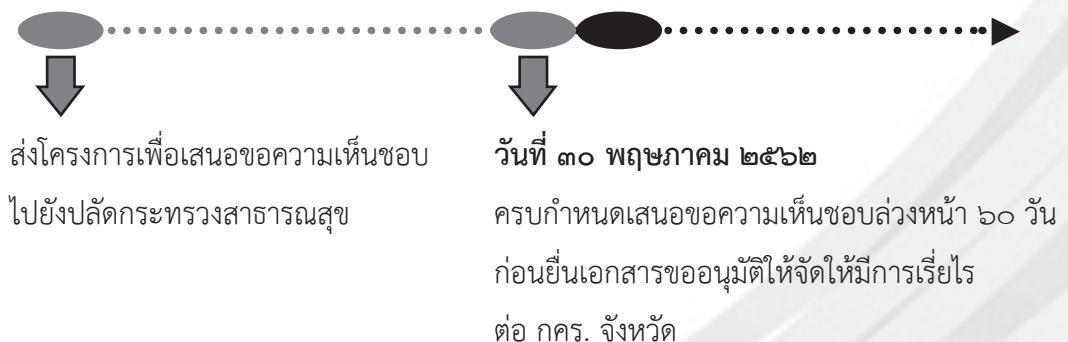 ส่งโครงการเพื่อเสนอขอความเห็นชอบ
ไปยังปลัดกระทรวงสาธารณสุข
วันที่ ๓๐ พฤษภาคม ๒๕๖๒
ครบกำหนดเสนอขอความเห็นชอบล่วงหน้า ๖๐ วัน
ก่อนยื่นเอกสารขออนุมัติให้จัดให้มีการเรี่ยไร
ต่อ กคร. จังหวัด